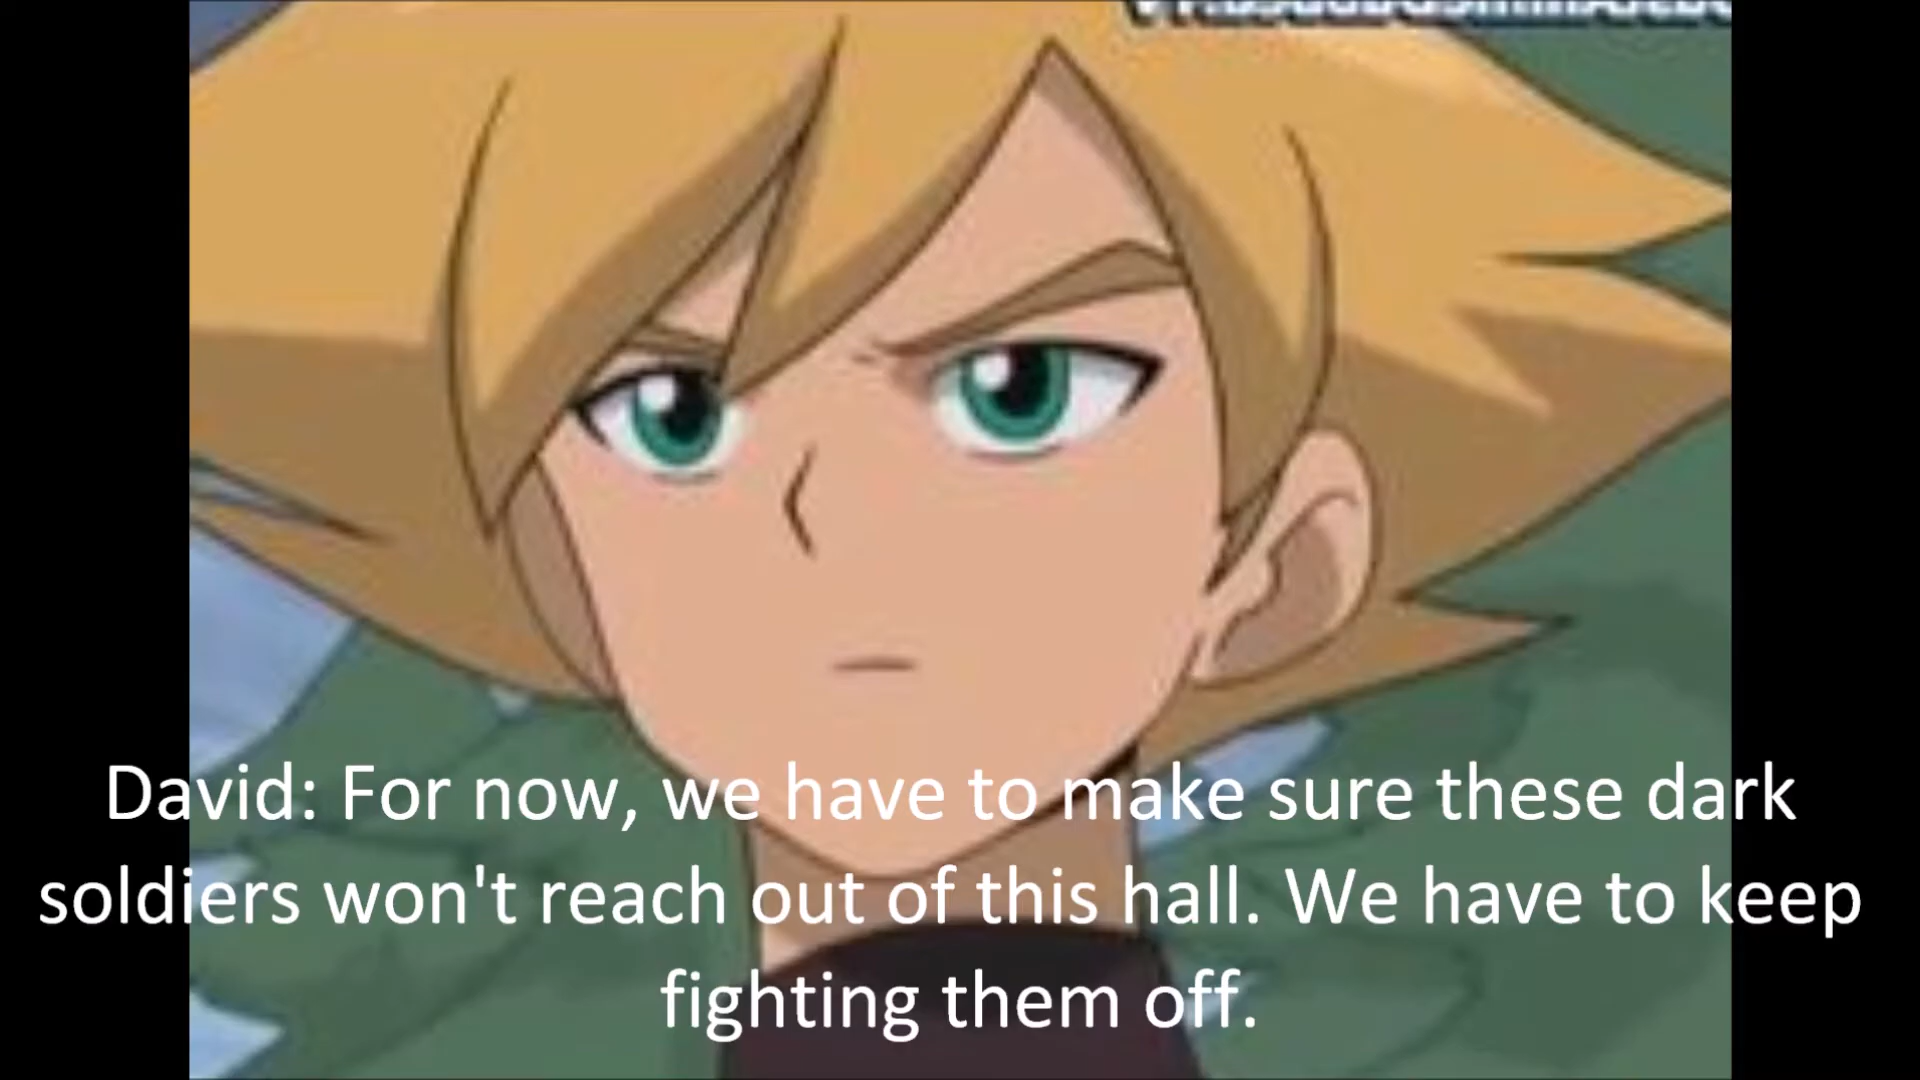 David: For now, we have to make sure these dark
soldiers won't reach out of this hall. We have to keep
fighting them off.